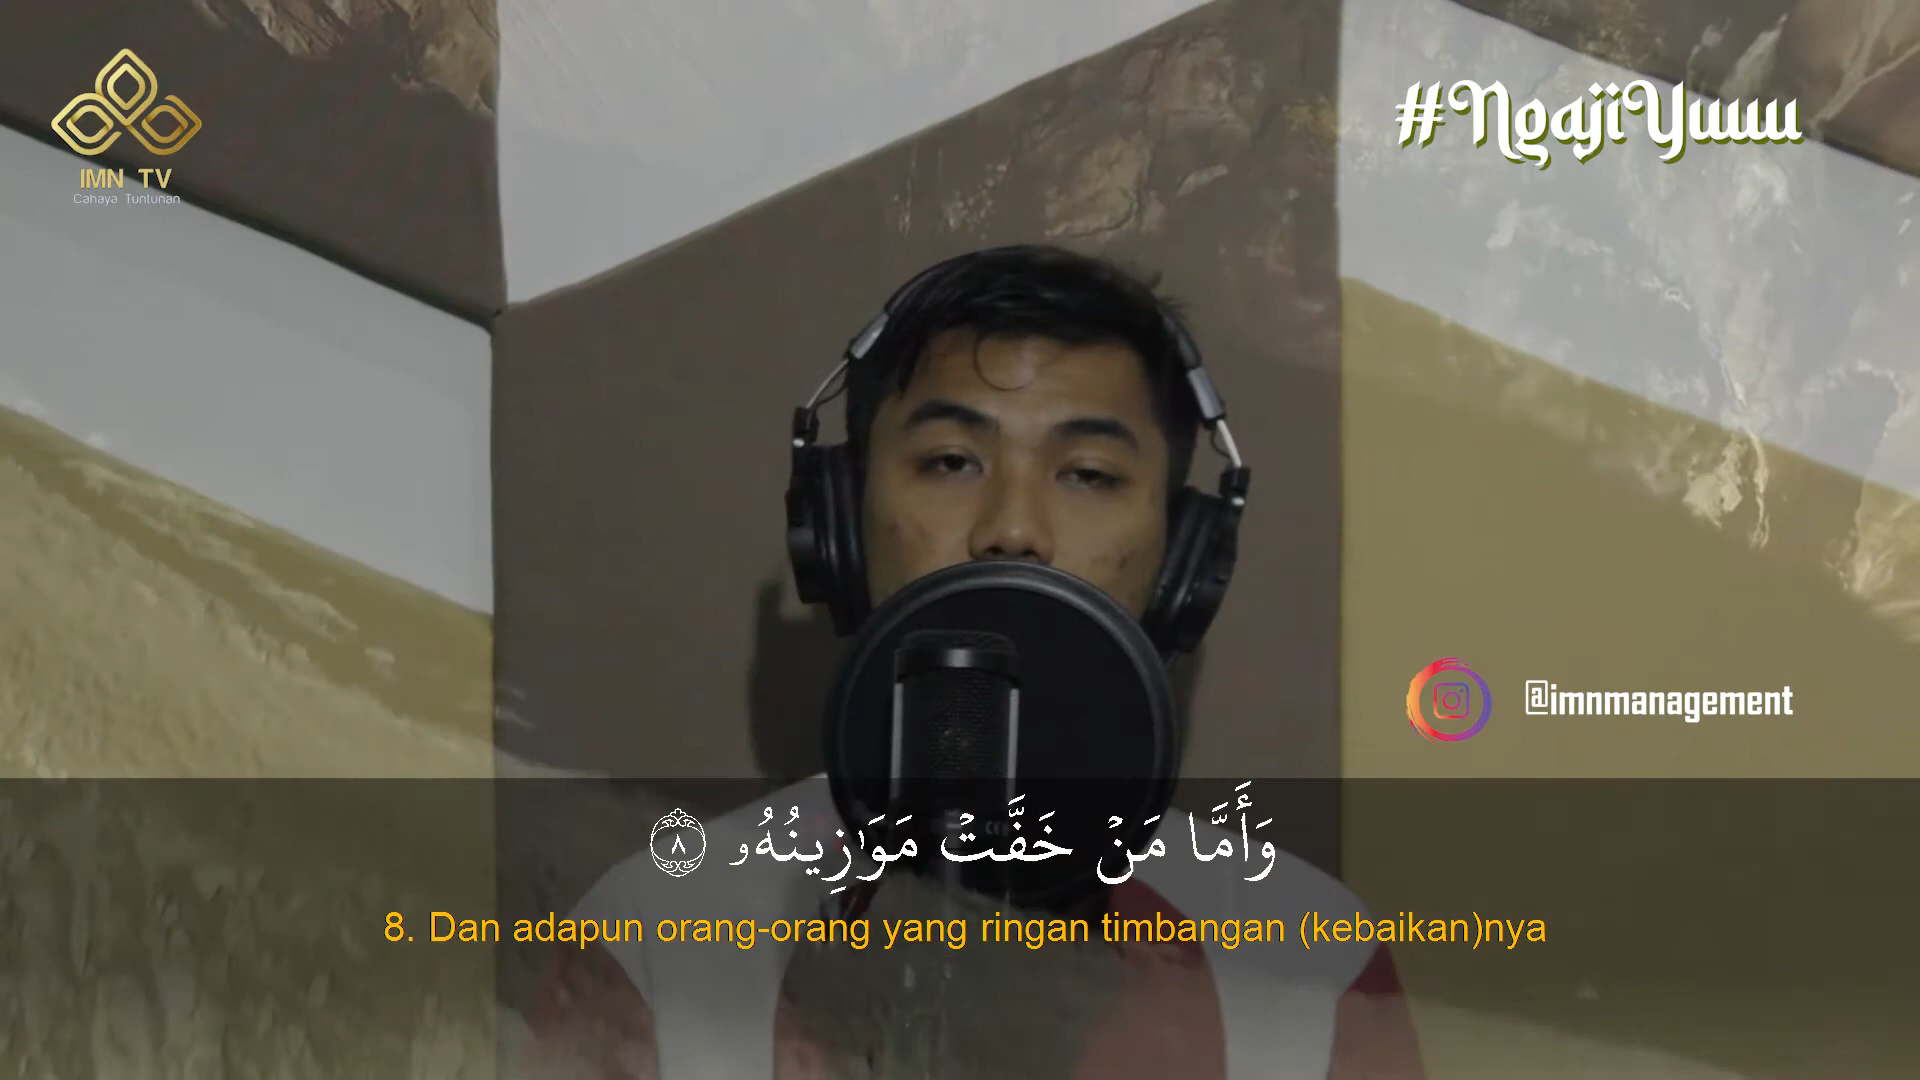 IMN TV
Cahaya Tuntunan
#NgajiYuuu
@imnmanagement
وَأَمَّا مَنْ خَفَّتْ مَوَٰزِينُهُۥ ٨
8. Dan adapun orang-orang yang ringan timbangan (kebaikan)nya